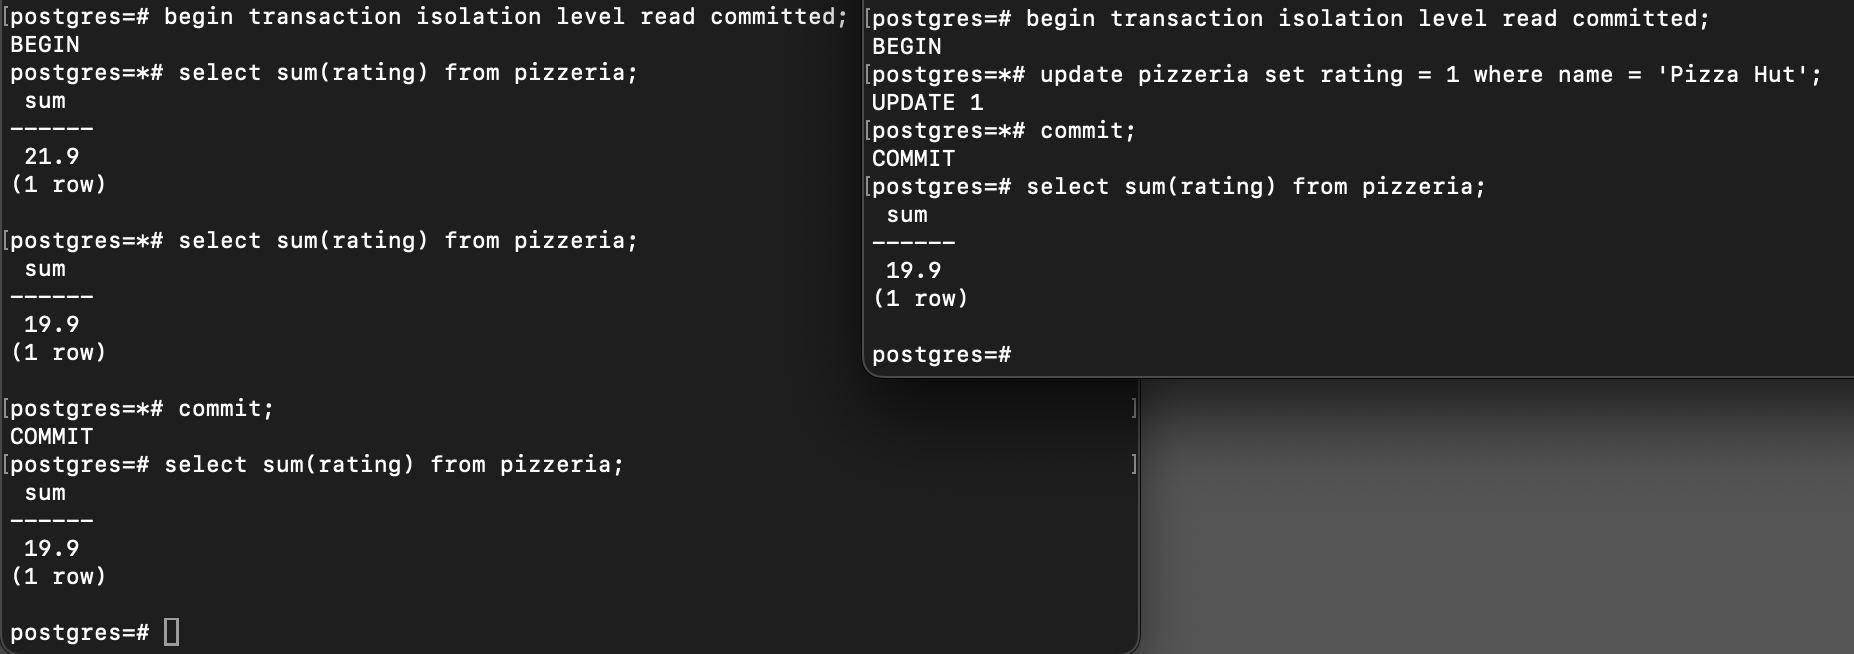 [postgres=# begin transaction isolation level read committed;
BEGIN
postgres=*# select sum(rating) from pizzeria;
 sum
------
 21.9
(1 row)

[postgres=*# select sum(rating) from pizzeria;
 sum
------
 19.9
(1 row)

[postgres=*# commit; ]
COMMIT
[postgres=# select sum(rating) from pizzeria; ]
 sum
------
 19.9
(1 row)

postgres=#

[postgres=# begin transaction isolation level read committed;
BEGIN
[postgres=*# update pizzeria set rating = 1 where name = 'Pizza Hut';
UPDATE 1
[postgres=*# commit;
COMMIT
[postgres=# select sum(rating) from pizzeria;
 sum
------
 19.9
(1 row)

postgres=#